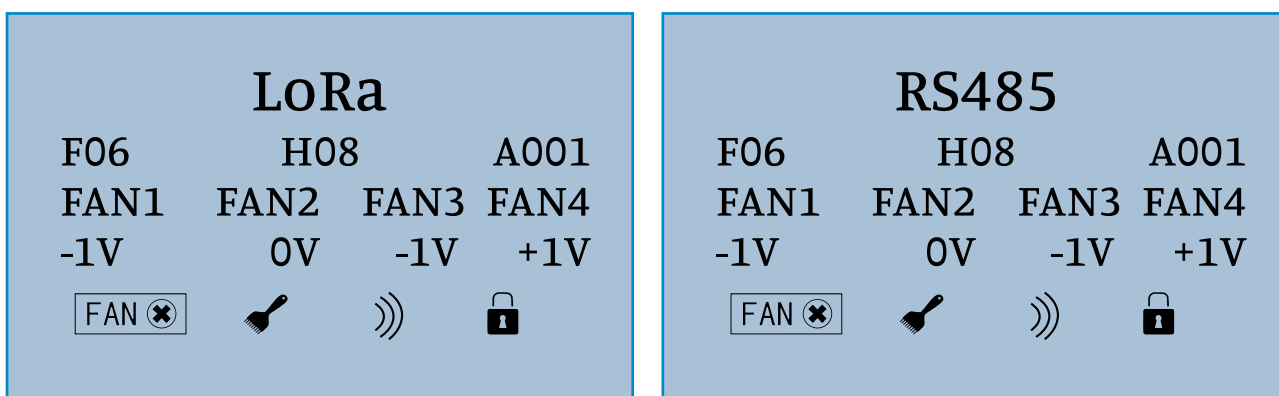 LoRa
F06 H08 A001
FAN1 FAN2 FAN3 FAN4
-1V 0V -1V +1V
FAN
RS485
F06 H08 A001
FAN1 FAN2 FAN3 FAN4
-1V 0V -1V +1V
FAN